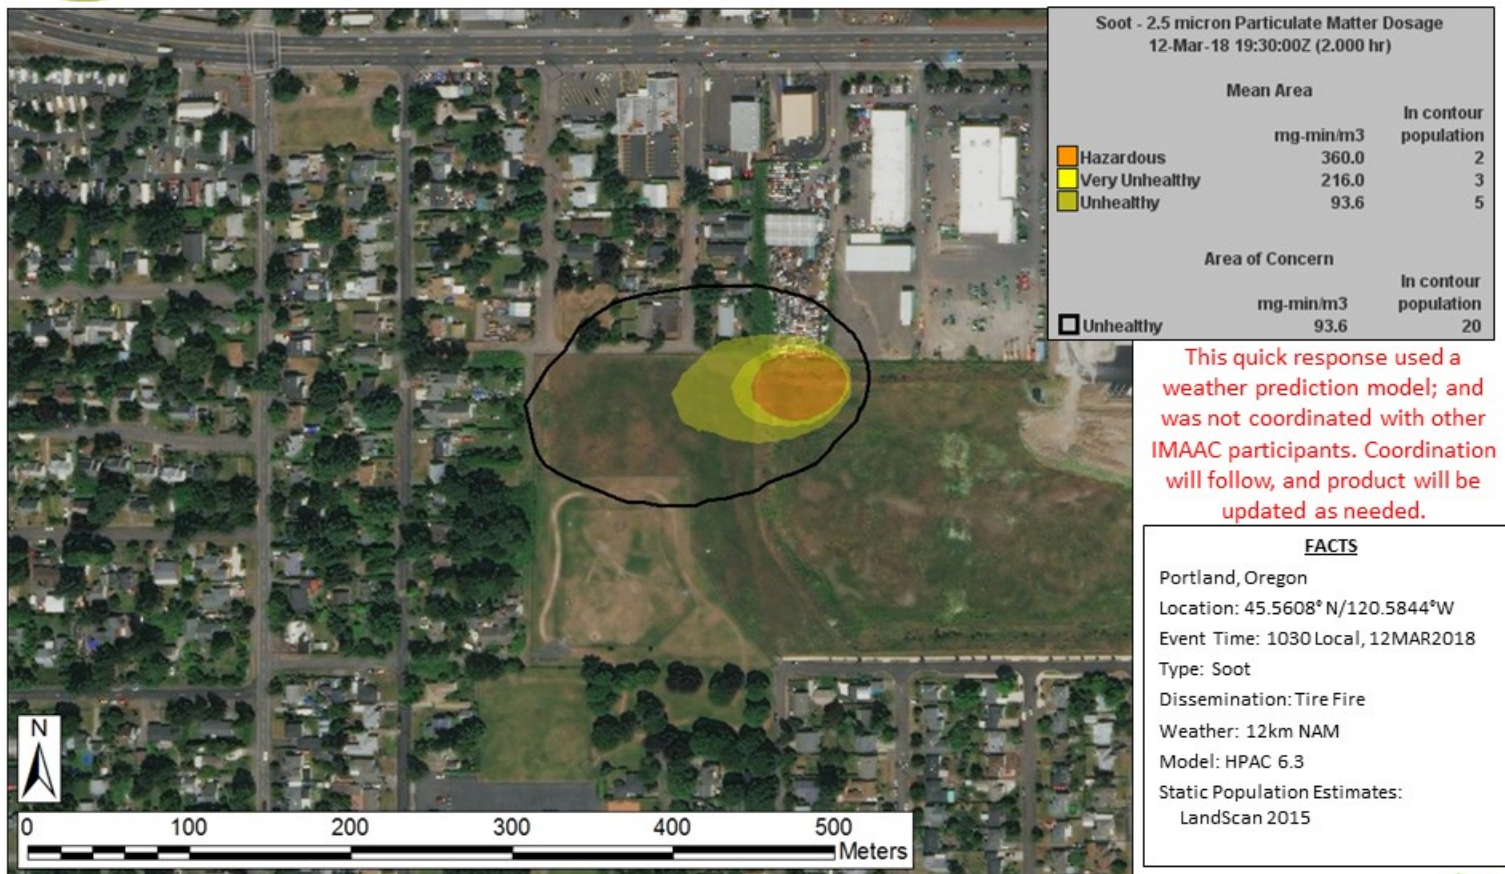 Soot - 2.5 micron Particulate Matter Dosage
12-Mar-18 19:30:00Z (2.000 hr)
Mean Area
In contour
mg-min/m3 population
Hazardous 360.0 2
Very Unhealthy 216.0 3
Unhealthy 93.6 5
Area of Concern
In contour
mg-min/m3 population
Unhealthy 93.6 20
This quick response used a
weather prediction model; and
was not coordinated with other
IMAAC participants. Coordination
will follow, and product will be
updated as needed.
FACTS
Portland, Oregon
Location: 45.5608° N/120.5844°W
Event Time: 1030 Local, 12MAR2018
Type: Soot
Dissemination: Tire Fire
Weather: 12km NAM
Model: HPAC 6.3
Static Population Estimates:
LandScan 2015
N
0 100 200 300 400 500
Meters